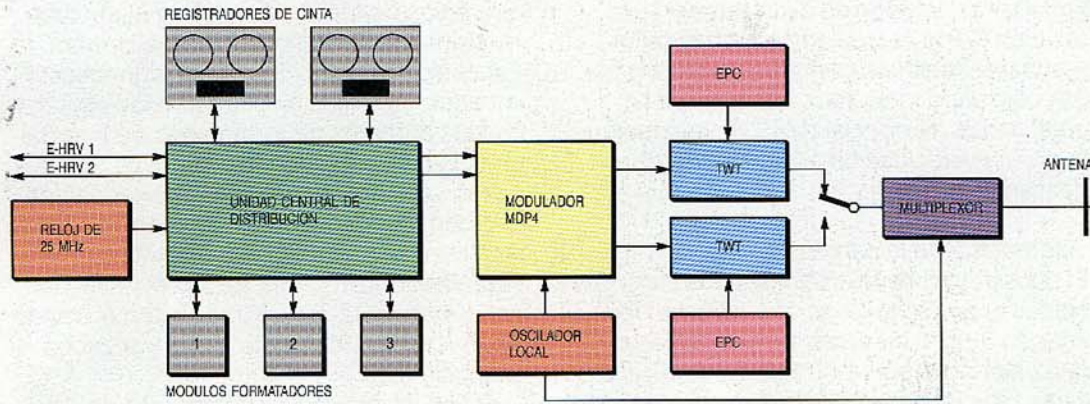 REGISTRADORES DE CINTA
EPC
E-HRV 1
E-HRV 2
RELOJ DE
25 MHz
UNIDAD CENTRAL DE
DISTRIBUCION
MODULADOR
MDP4
TWT
TWT
MULTIPLEXOR
ANTENA
1
2
3
MODULOS FORMATADORES
OSCILADOR
LOCAL
EPC